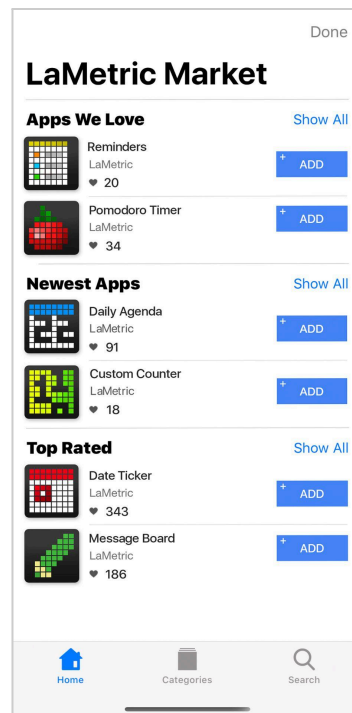 Done
LaMetric Market
Apps We Love Show All
Reminders
LaMetric
20
+ ADD
Pomodoro Timer
LaMetric
34
+ ADD
Newest Apps Show All
Daily Agenda
LaMetric
91
+ ADD
Custom Counter
LaMetric
18
+ ADD
Top Rated Show All
Date Ticker
LaMetric
343
+ ADD
Message Board
LaMetric
186
+ ADD
Home Categories Search